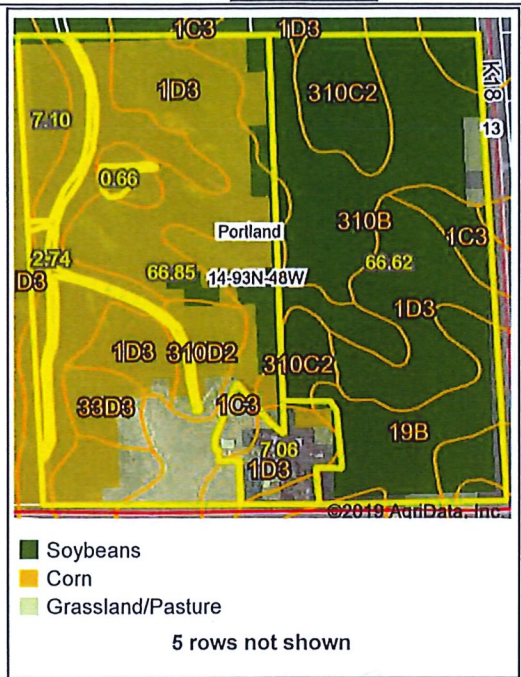 1C3 1D3
1D3
310C2
K-18
13
7.10
0.66
Portland
310B
1C3
2.74
66.85
14-93N-48W
66.62
D3
1D3
1D3 310D2
310C2
33D3
1C3
19B
7.06
1D3
©2019 AgriData, Inc.
Soybeans
Corn
Grassland/Pasture
5 rows not shown